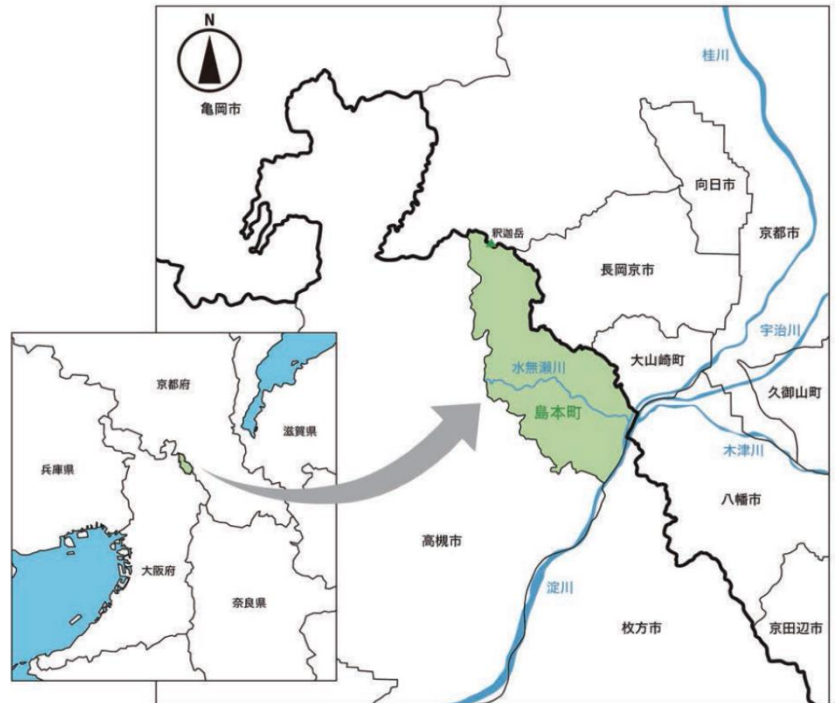 N
亀岡市
桂川
向日市
京都市
釈迦岳
長岡京市
宇治川
大山崎町
水無瀬川
久御山町
島本町
木津川
八幡市
高槻市
淀川
枚方市
京田辺市
京都府
滋賀県
兵庫県
大阪府
奈良県